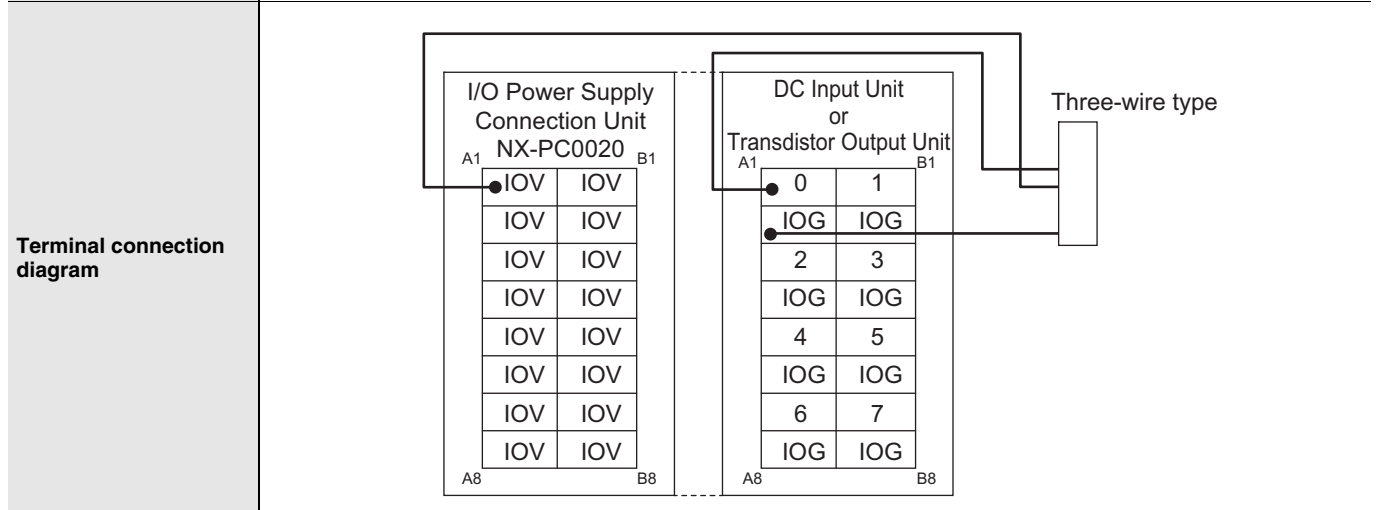 Terminal connection
diagram
I/O Power Supply
Connection Unit
NX-PC0020
A1
B1
IOV IOV
IOV IOV
IOV IOV
IOV IOV
IOV IOV
IOV IOV
IOV IOV
IOV IOV
A8
B8
DC Input Unit
or
Transdistor Output Unit
A1
B1
0 1
IOG IOG
2 3
IOG IOG
4 5
IOG IOG
6 7
IOG IOG
A8
B8
Three-wire type